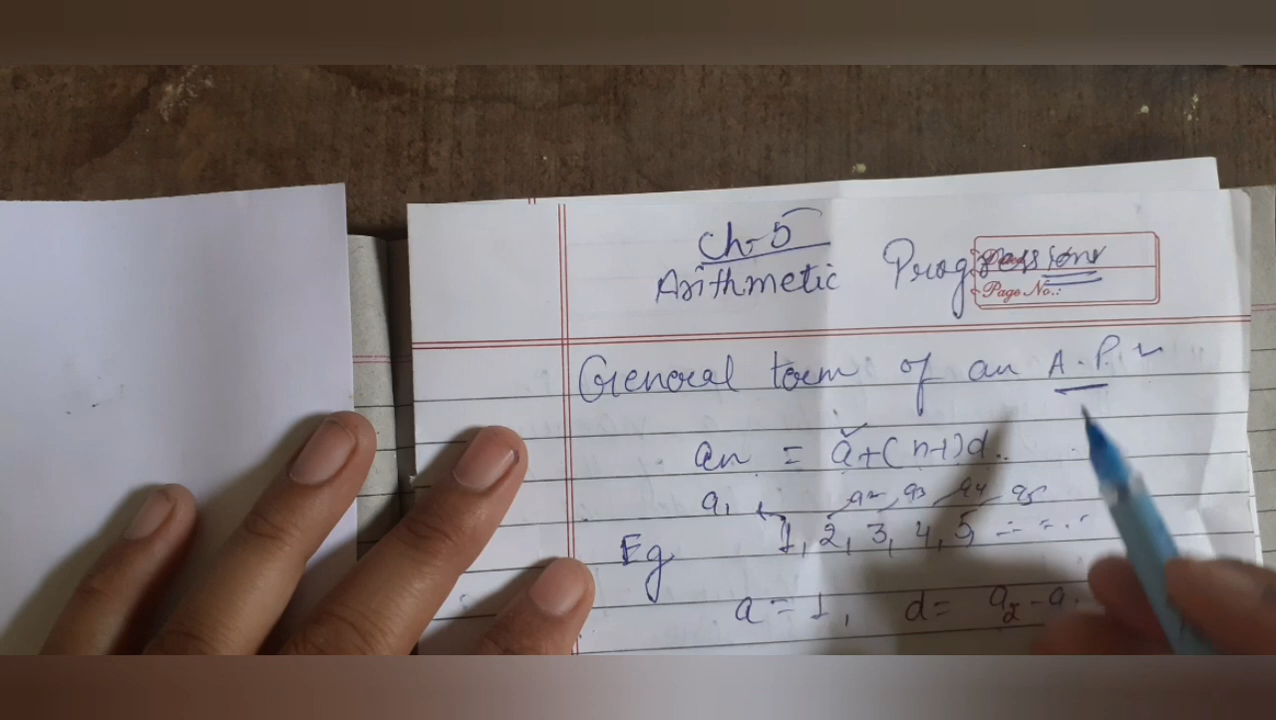 Ch-5
Arithmetic Progressions
Page No.:
General term of an A.P.
an = a+(n-1)d.
a1 a2 a3 a4 a5
Eg 1, 2, 3, 4, 5, -----
a = 1, d = a2 - a